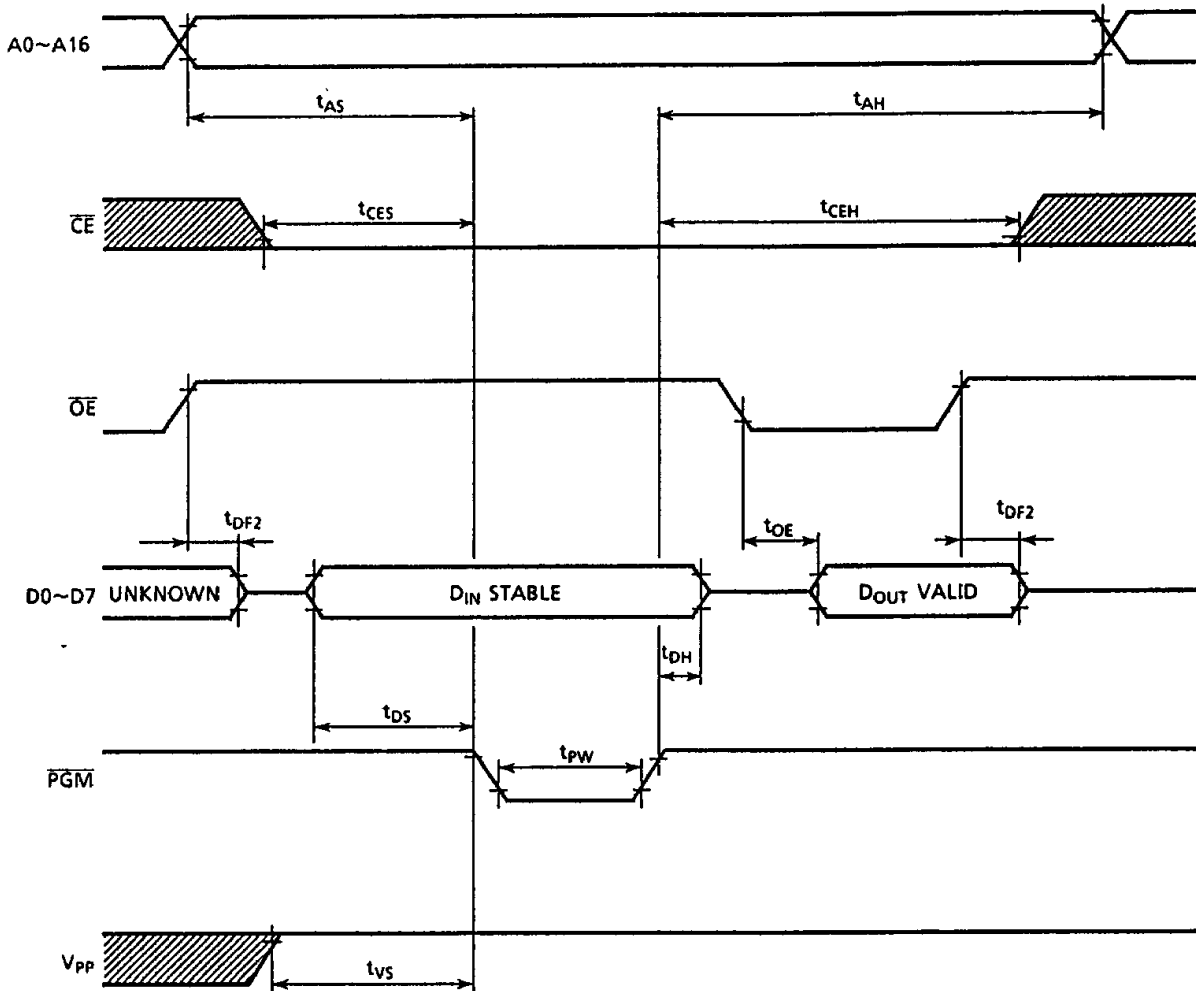 A0~A16
tAS
tAH
CE
tCES
tCEH
OE
tDF2
tOE
tDF2
D0~D7 UNKNOWN
DIN STABLE
DOUT VALID
tDH
tDS
PGM
tPW
VPP
tVS